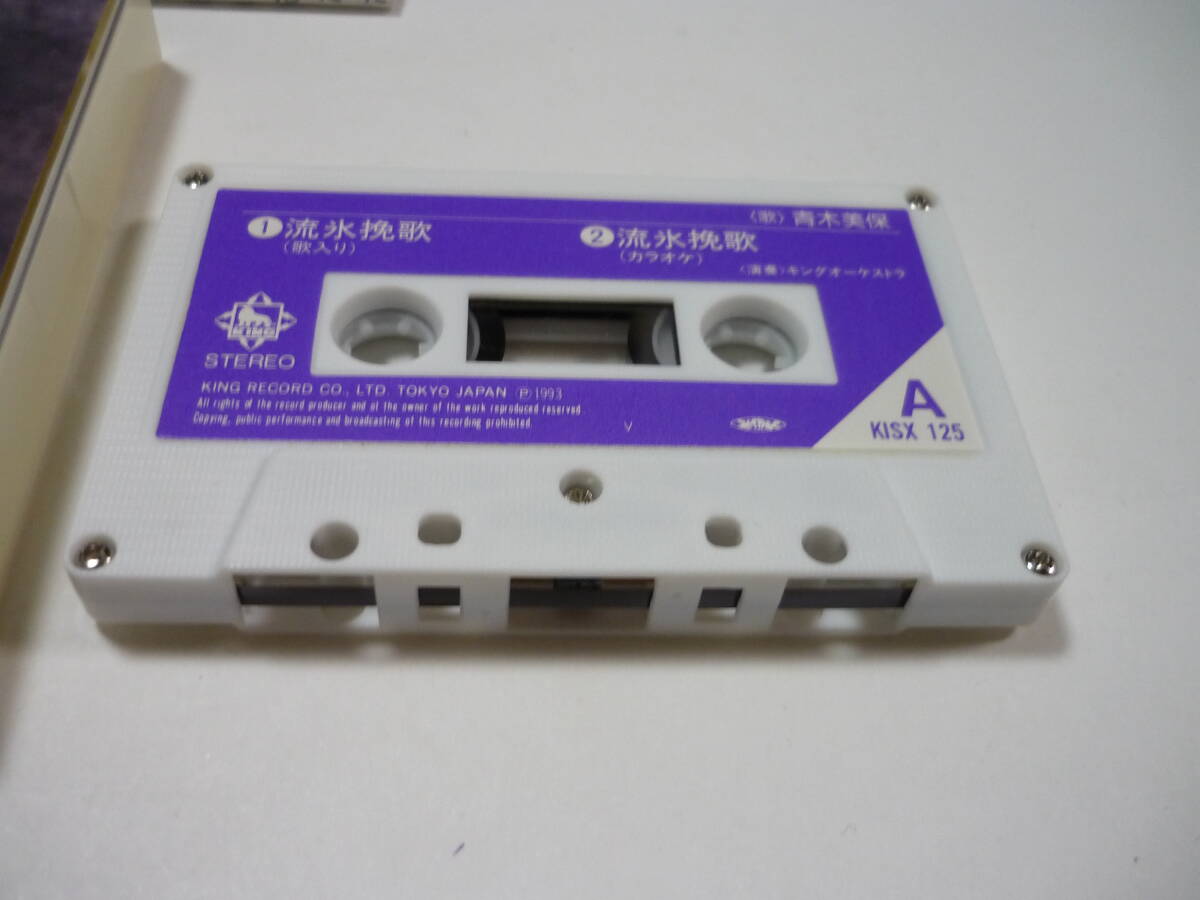 〈歌〉青木美保
1 流氷挽歌
(歌入り)
2 流氷挽歌
(カラオケ)
〈演奏〉キングオーケストラ
KING
STEREO
KING RECORD CO., LTD. TOKYO JAPAN Ⓟ1993
All rights of the record producer and of the owner of the work reproduced reserved.
Copying, public performance and broadcasting of this recording prohibited.
V
A
KISX 125